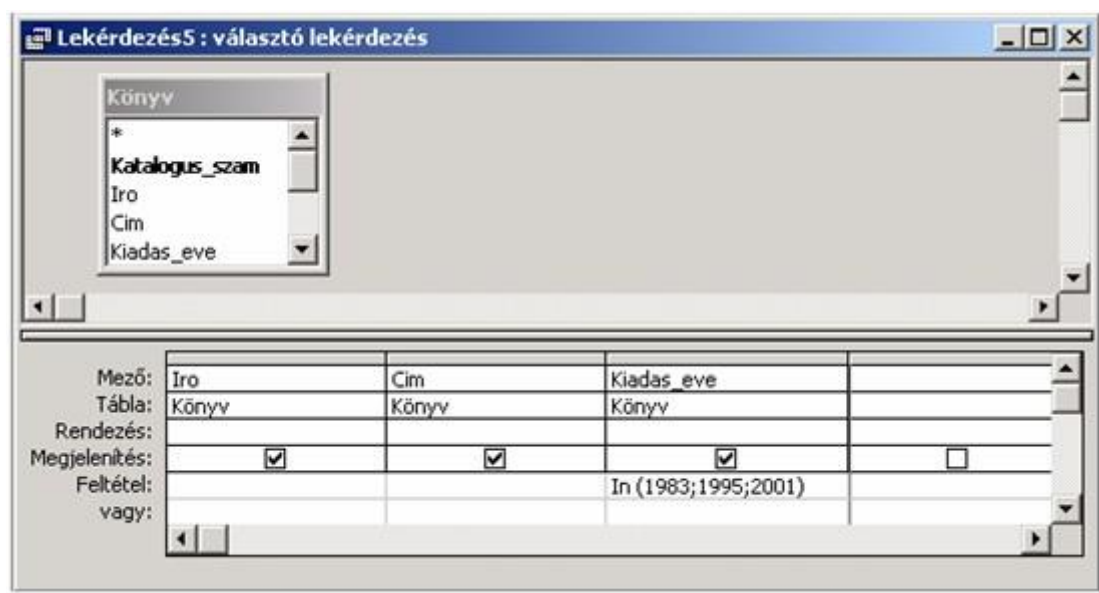 Lekérdezés5 : választó lekérdezés
Könyv
*
Katalogus_szam
Iro
Cim
Kiadas_eve
Mező: Iro Cim Kiadas_eve
Tábla: Könyv Könyv Könyv
Rendezés:
Megjelenítés:
Feltétel: In (1983;1995;2001)
vagy: